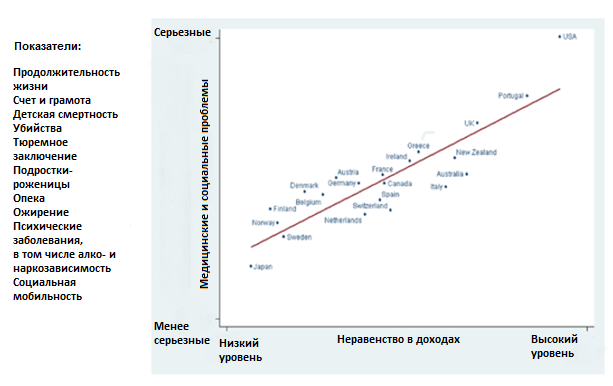 Показатели:
Продолжительность
жизни
Счет и грамота
Детская смертность
Убийства
Тюремное
заключение
Подростки-
роженицы
Опека
Ожирение
Психические
заболевания,
в том числе алко- и
наркозависимость
Социальная
мобильность
Серьезные
Медицинские и социальные проблемы
Менее
серьезные
USA
Portugal
UK
Greece
New Zealand
Ireland
France
Australia
Austria
Germany
Canada
Italy
Denmark
Belgium
Spain
Switzerland
Netherlands
Finland
Norway
Sweden
Japan
Низкий
уровень
Неравенство в доходах
Высокий
уровень